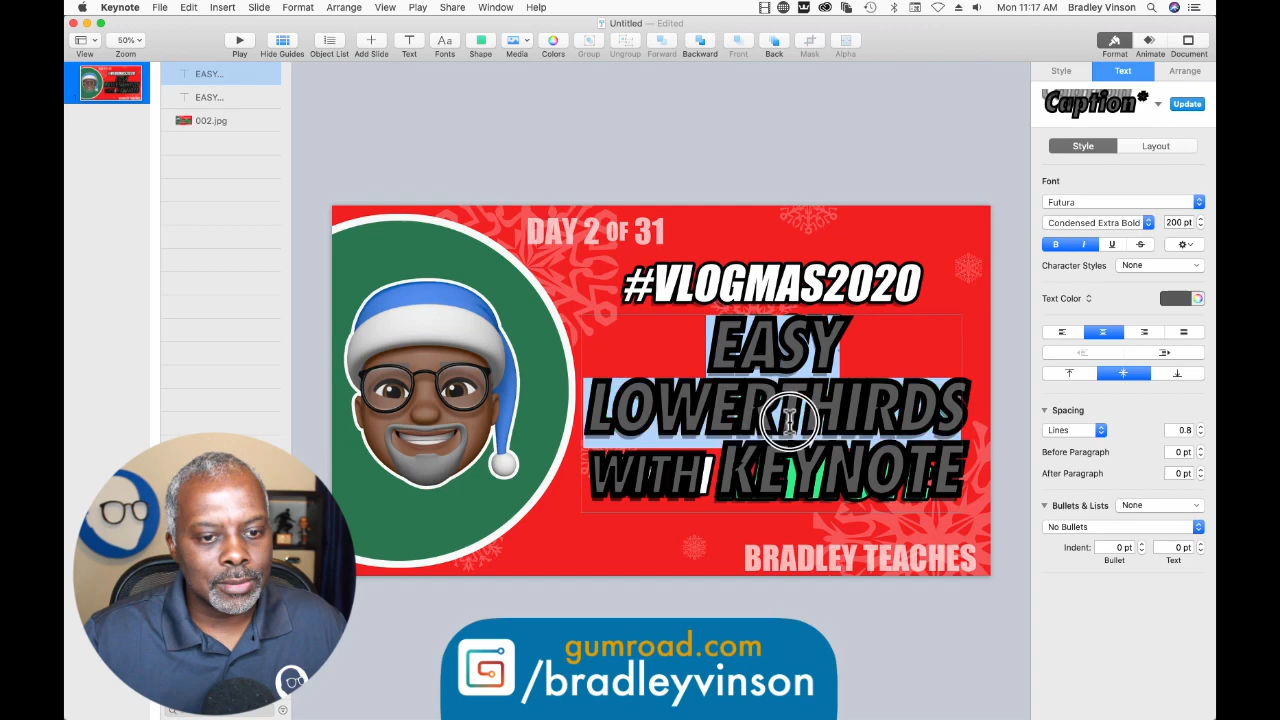 Keynote File Edit Insert Slide Format Arrange View Play Share Window Help
Mon 11:17 AM Bradley Vinson
Untitled — Edited
50%
View Zoom Play Hide Guides Object List Add Slide Text Fonts Shape Media Colors Group Ungroup Forward Backward Front Back Mask Alpha Format Animate Document
Style Text Arrange
EASY...
EASY...
002.jpg
Caption*
Update
Style Layout
Font
Futura
Condensed Extra Bold 200 pt
B I U S
Character Styles None
Text Color
Spacing
Lines 0.8
Before Paragraph 0 pt
After Paragraph 0 pt
Bullets & Lists None
No Bullets
Indent: 0 pt 0 pt
Bullet Text
DAY 2 OF 31
#VLOGMAS2020
EASY
LOWERTHIRDS
WITH KEYNOTE
BRADLEY TEACHES
gumroad.com
/bradleyvinson